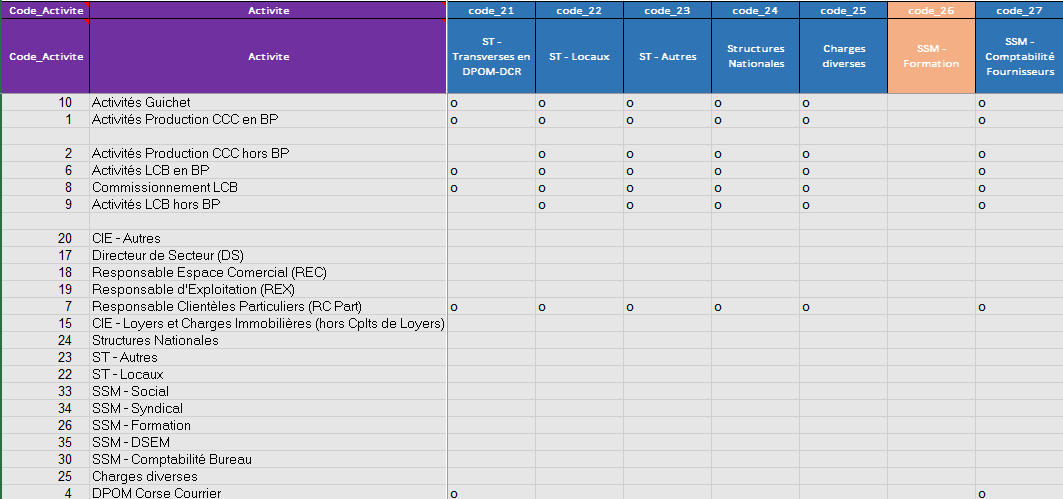 Code_Activite Activite code_21 code_22 code_23 code_24 code_25 code_26 code_27
Code_Activite Activite ST - Transverses en DPOM-DCR ST - Locaux ST - Autres Structures Nationales Charges diverses SSM - Formation SSM - Comptabilité Fournisseurs
10 Activités Guichet o o o o o o
1 Activités Production CCC en BP o o o o o o
2 Activités Production CCC hors BP o o o o o
6 Activités LCB en BP o o o o o o
8 Commissionnement LCB o o o o o o
9 Activités LCB hors BP o o o o o
20 CIE - Autres
17 Directeur de Secteur (DS)
18 Responsable Espace Comercial (REC)
19 Responsable d'Exploitation (REX)
7 Responsable Clientèles Particuliers (RC Part) o o o o o o
15 CIE - Loyers et Charges Immobilières (hors Cplts de Loyers)
24 Structures Nationales
23 ST - Autres
22 ST - Locaux
33 SSM - Social
34 SSM - Syndical
26 SSM - Formation
35 SSM - DSEM
30 SSM - Comptabilité Bureau
25 Charges diverses
4 DPOM Corse Courrier o o